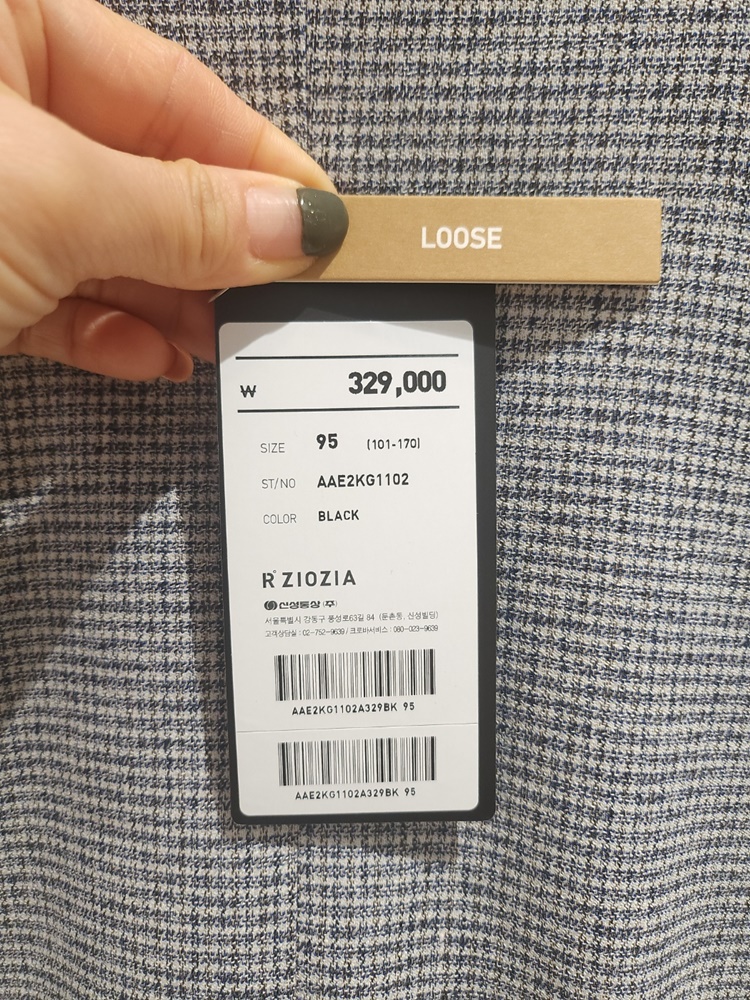 LOOSE
₩ 329,000
SIZE 95 (101-170)
ST/NO AAE2KG1102
COLOR BLACK
R° ZIOZIA
신성통상(주)
서울특별시 강동구 풍성로63길 84 (둔촌동, 신성빌딩)
고객상담실 : 02-752-9639 / 크로바서비스 : 080-023-9639
AAE2KG1102A329BK 95
AAE2KG1102A329BK 95